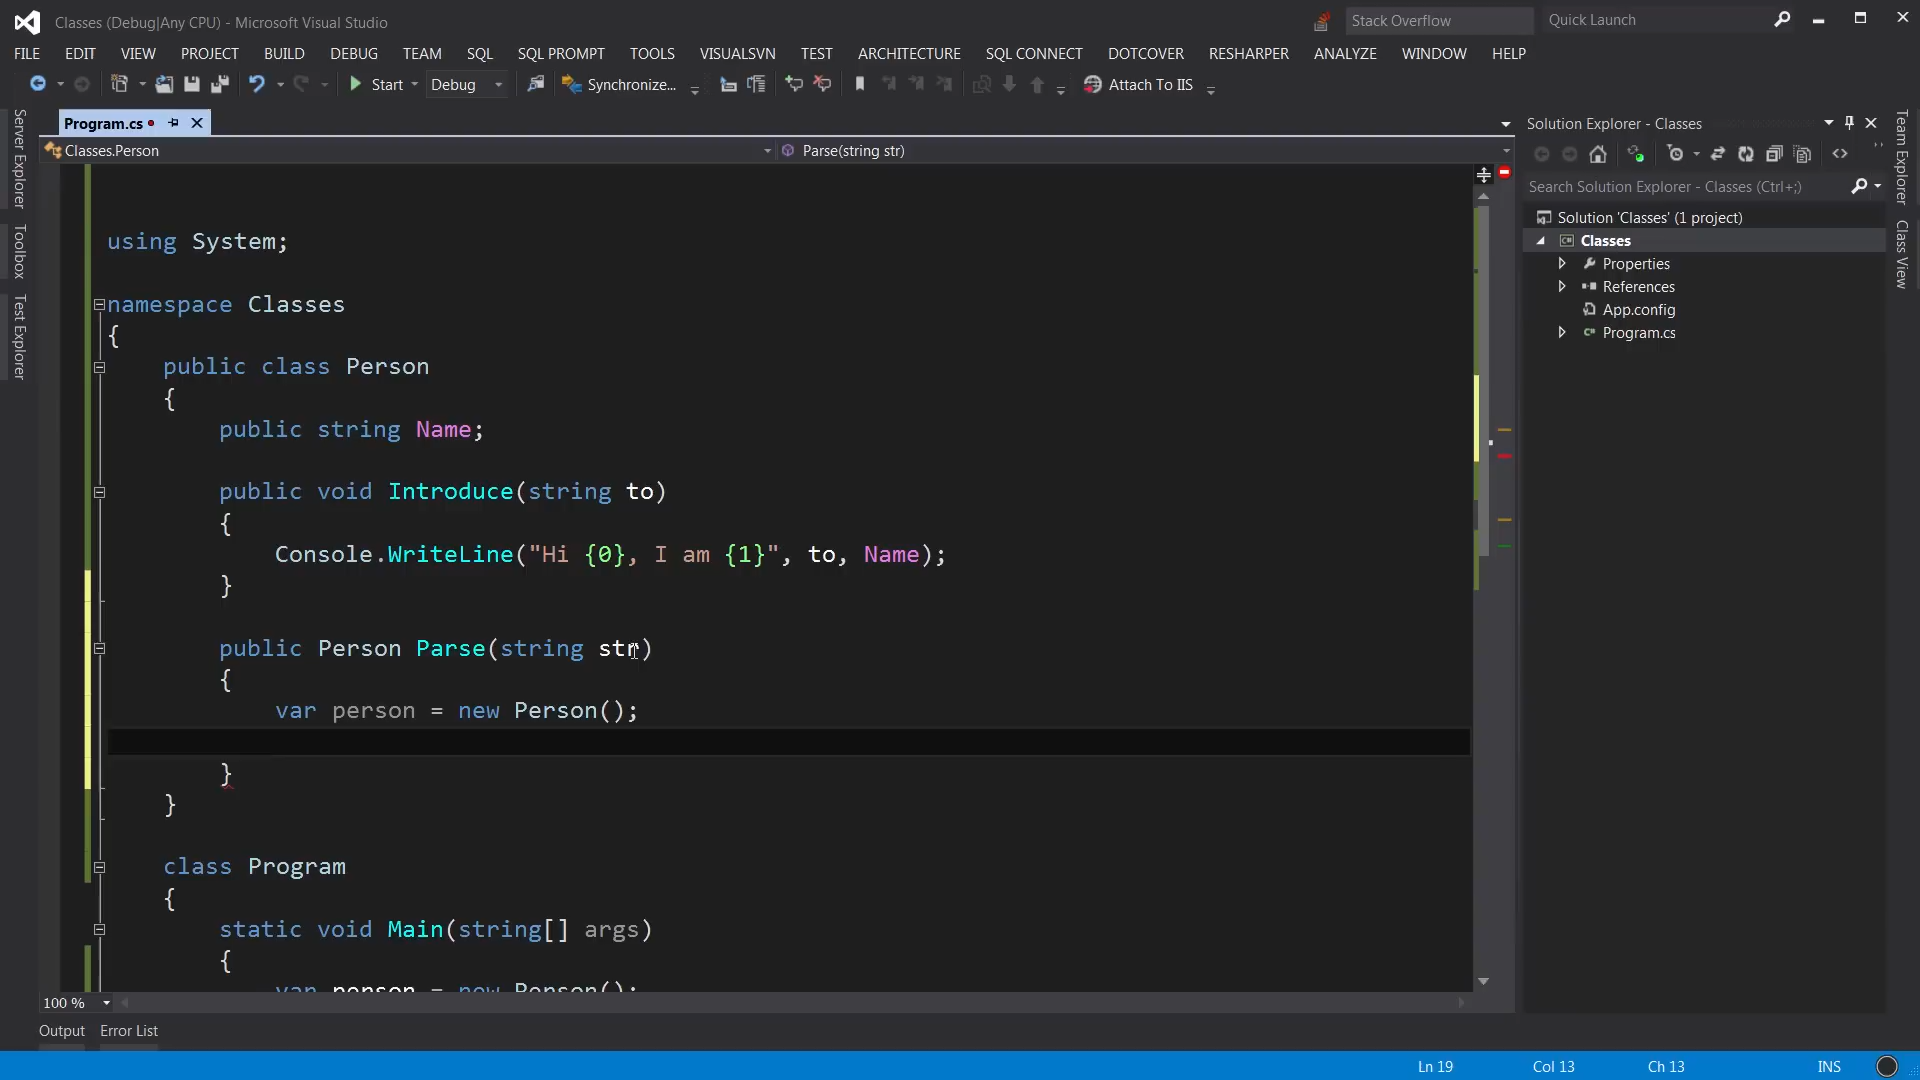 Classes (Debug|Any CPU) - Microsoft Visual Studio
Stack Overflow
Quick Launch
FILE EDIT VIEW PROJECT BUILD DEBUG TEAM SQL SQL PROMPT TOOLS VISUALSVN TEST ARCHITECTURE SQL CONNECT DOTCOVER RESHARPER ANALYZE WINDOW HELP
Start Debug Synchronize... Attach To IIS
Server Explorer
Toolbox
Test Explorer
Program.cs
Classes.Person
Parse(string str)
using System;
namespace Classes
{
public class Person
{
public string Name;
public void Introduce(string to)
{
Console.WriteLine("Hi {0}, I am {1}", to, Name);
}
public Person Parse(string str)
{
var person = new Person();
}
}
class Program
{
static void Main(string[] args)
{
var person = new Person();
100 %
Output Error List
Solution Explorer - Classes
Search Solution Explorer - Classes (Ctrl+;)
Solution 'Classes' (1 project)
Classes
Properties
References
App.config
Program.cs
Team Explorer
Class View
Ln 19 Col 13 Ch 13 INS